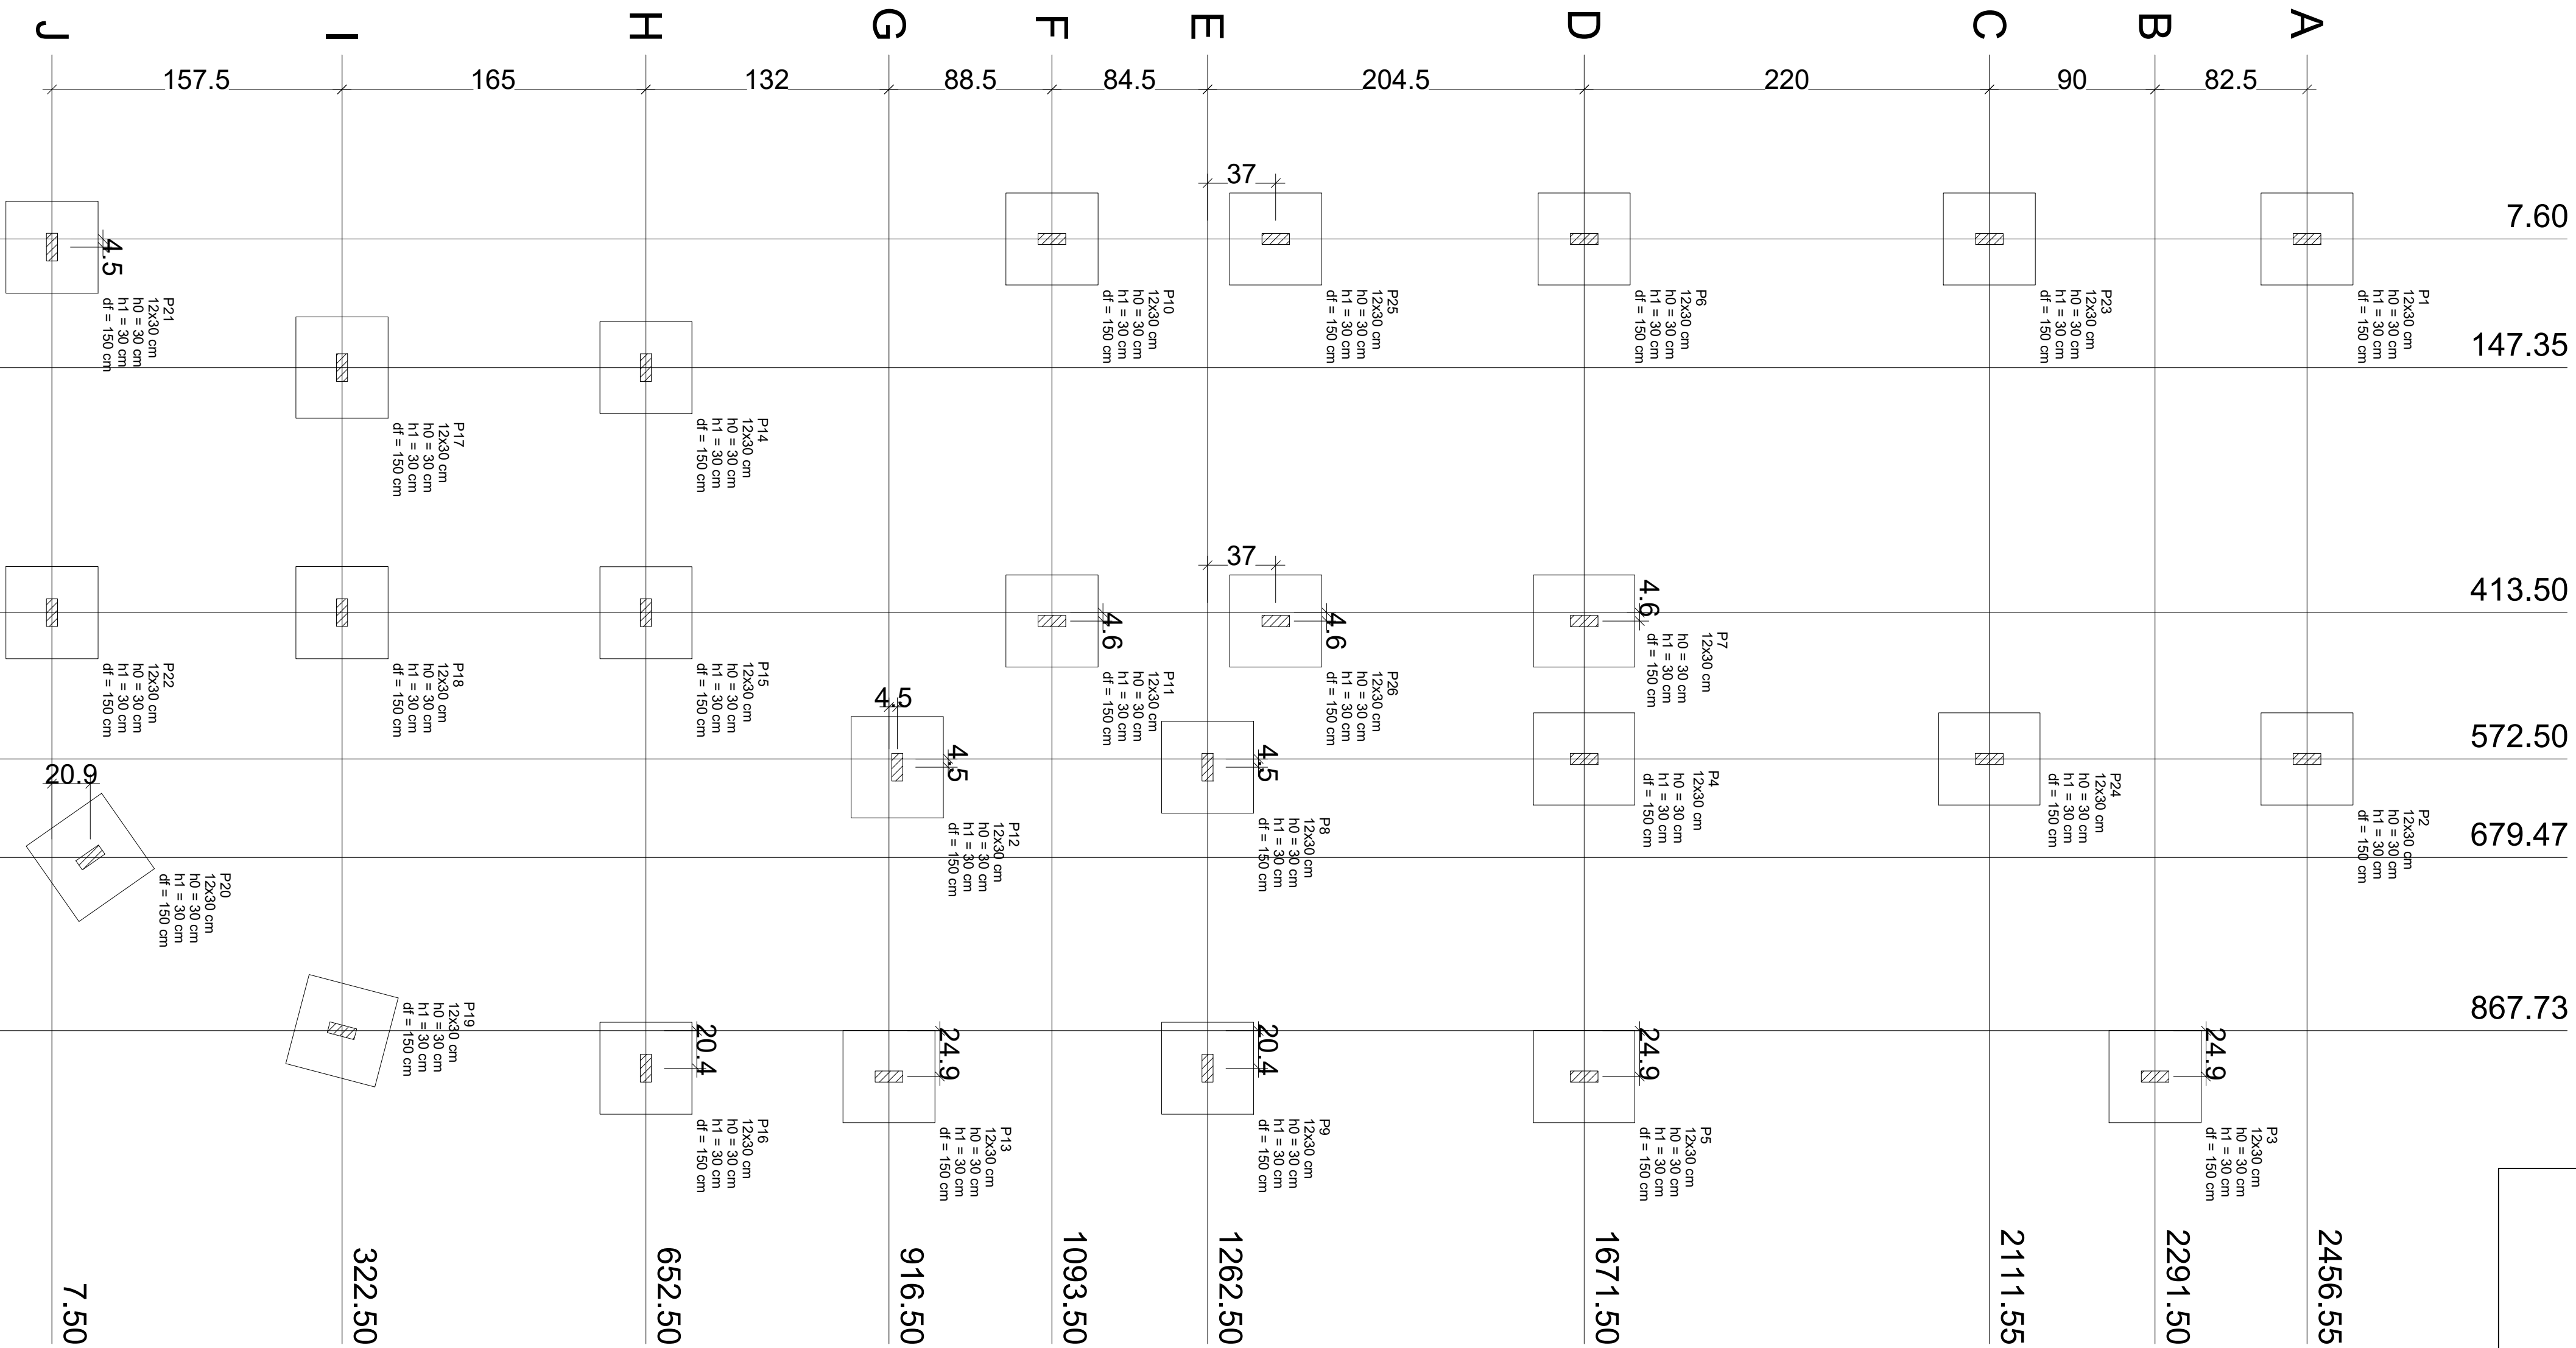 J
I
H
G
F
E
D
C
B
A
157.5
165
132
88.5
84.5
204.5
220
90
82.5
37
7.60
4.5
P21
12x30 cm
h0 = 30 cm
h1 = 30 cm
df = 150 cm
P10
12x30 cm
h0 = 30 cm
h1 = 30 cm
df = 150 cm
P25
12x30 cm
h0 = 30 cm
h1 = 30 cm
df = 150 cm
P6
12x30 cm
h0 = 30 cm
h1 = 30 cm
df = 150 cm
P23
12x30 cm
h0 = 30 cm
h1 = 30 cm
df = 150 cm
P1
12x30 cm
h0 = 30 cm
h1 = 30 cm
df = 150 cm
147.35
P17
12x30 cm
h0 = 30 cm
h1 = 30 cm
df = 150 cm
P14
12x30 cm
h0 = 30 cm
h1 = 30 cm
df = 150 cm
37
413.50
4.6
4.6
4.6
P22
12x30 cm
h0 = 30 cm
h1 = 30 cm
df = 150 cm
P18
12x30 cm
h0 = 30 cm
h1 = 30 cm
df = 150 cm
P15
12x30 cm
h0 = 30 cm
h1 = 30 cm
df = 150 cm
P11
12x30 cm
h0 = 30 cm
h1 = 30 cm
df = 150 cm
P26
12x30 cm
h0 = 30 cm
h1 = 30 cm
df = 150 cm
P7
12x30 cm
h0 = 30 cm
h1 = 30 cm
df = 150 cm
4.5
572.50
4.5
4.5
P12
12x30 cm
h0 = 30 cm
h1 = 30 cm
df = 150 cm
P8
12x30 cm
h0 = 30 cm
h1 = 30 cm
df = 150 cm
P4
12x30 cm
h0 = 30 cm
h1 = 30 cm
df = 150 cm
P24
12x30 cm
h0 = 30 cm
h1 = 30 cm
df = 150 cm
P2
12x30 cm
h0 = 30 cm
h1 = 30 cm
df = 150 cm
20.9
679.47
P20
12x30 cm
h0 = 30 cm
h1 = 30 cm
df = 150 cm
867.73
P19
12x30 cm
h0 = 30 cm
h1 = 30 cm
df = 150 cm
20.4
24.9
20.4
24.9
24.9
P16
12x30 cm
h0 = 30 cm
h1 = 30 cm
df = 150 cm
P13
12x30 cm
h0 = 30 cm
h1 = 30 cm
df = 150 cm
P9
12x30 cm
h0 = 30 cm
h1 = 30 cm
df = 150 cm
P5
12x30 cm
h0 = 30 cm
h1 = 30 cm
df = 150 cm
P3
12x30 cm
h0 = 30 cm
h1 = 30 cm
df = 150 cm
7.50
322.50
652.50
916.50
1093.50
1262.50
1671.50
2111.55
2291.50
2456.55